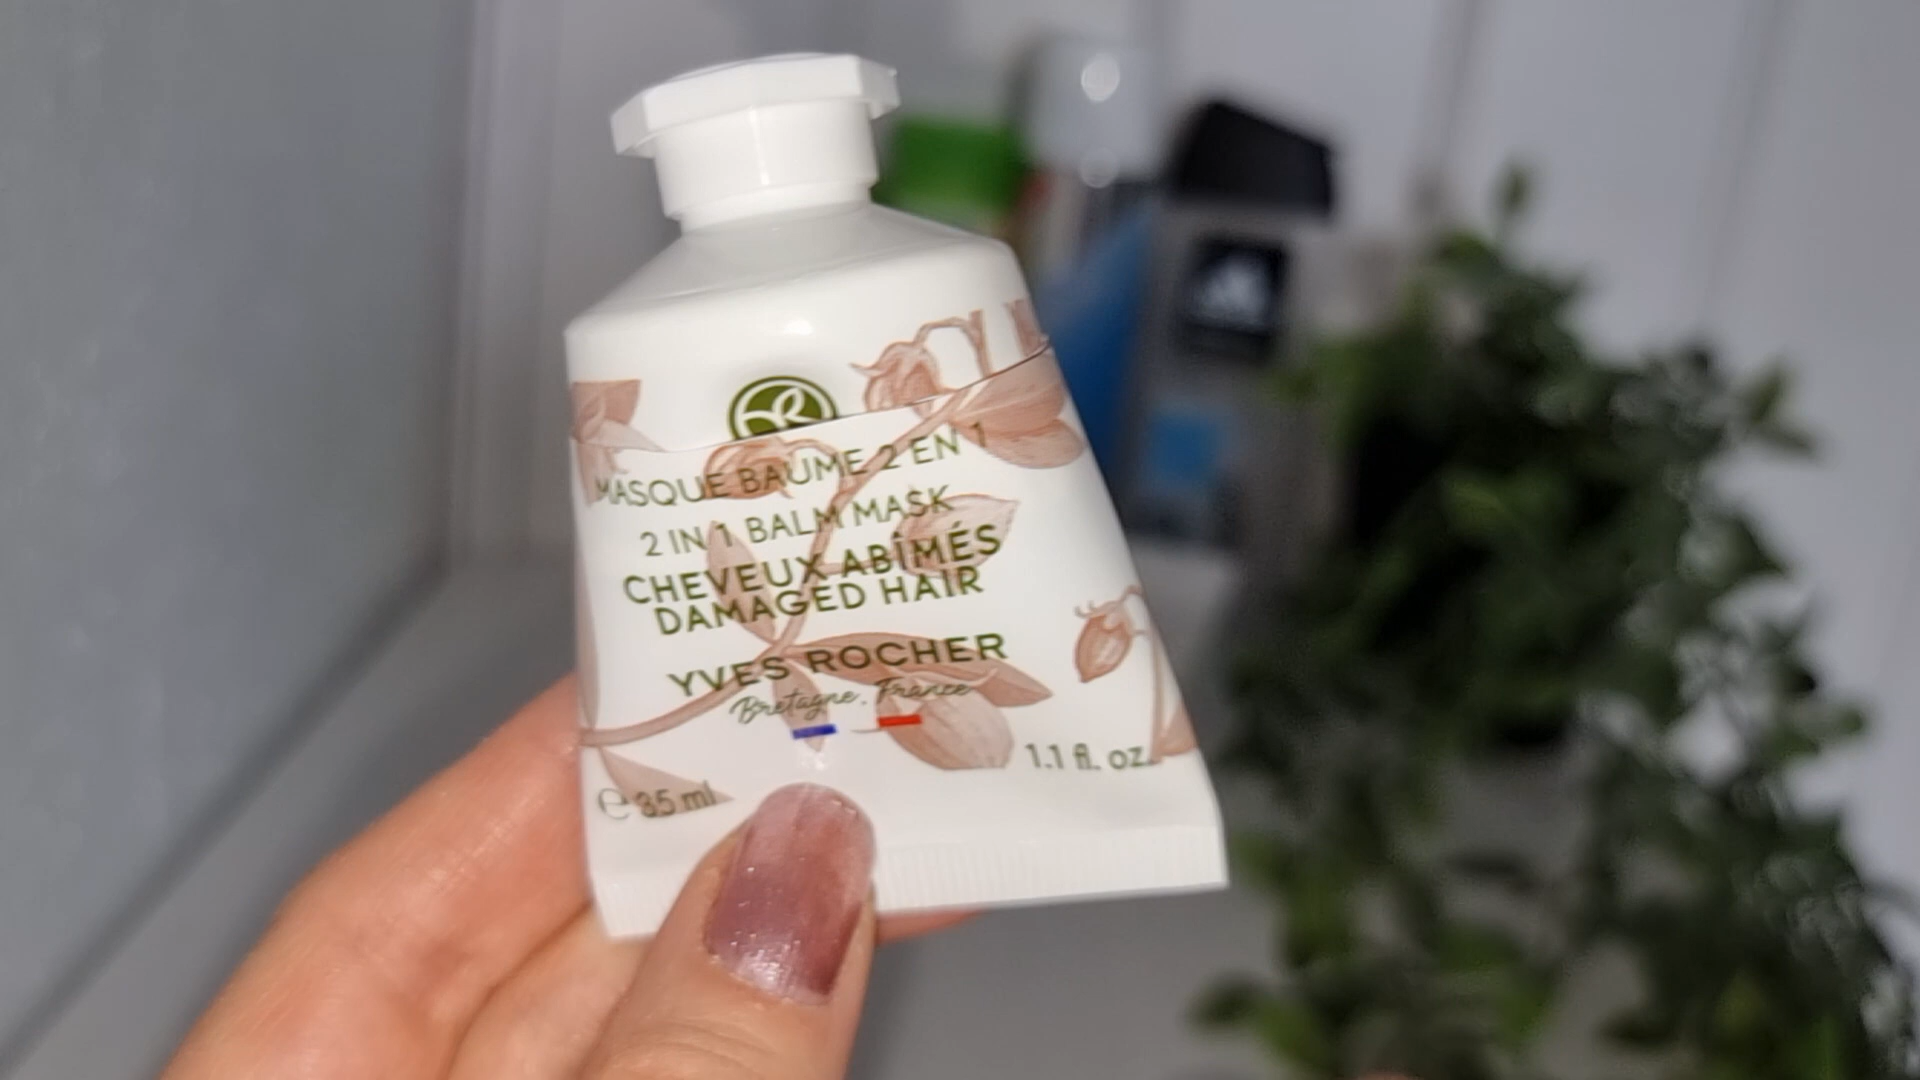 MASQUE BAUME 2 EN 1
2 IN 1 BALM MASK
CHEVEUX ABÎMÉS
DAMAGED HAIR
YVES ROCHER
Bretagne, France
1.1 fl. oz.
e 35 ml